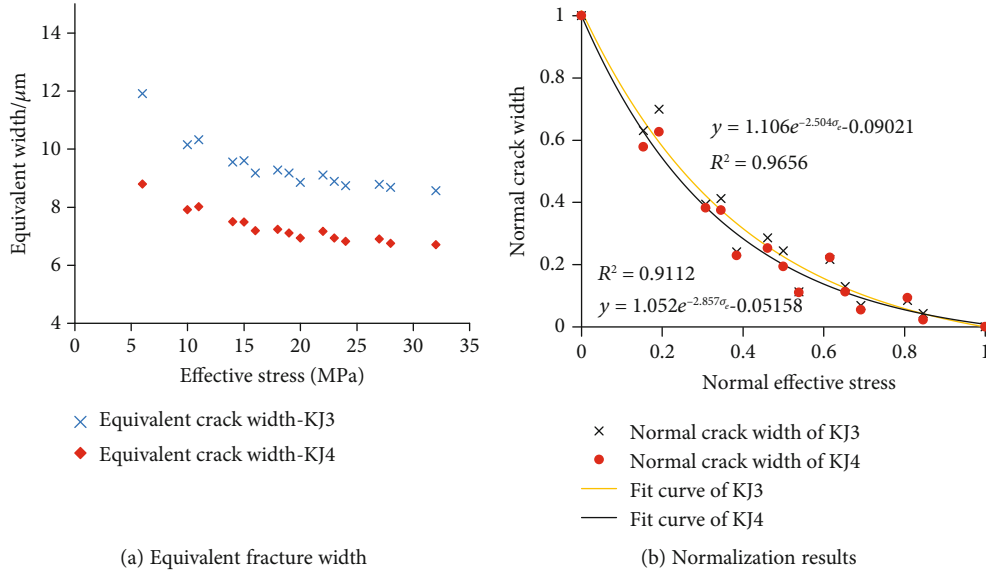 14
12
10
8
6
4
Equivalent width/μm
0 5 10 15 20 25 30 35
Effective stress (MPa)
Equivalent crack width-KJ3
Equivalent crack width-KJ4
(a) Equivalent fracture width
1
0.8
0.6
0.4
0.2
0
Normal crack width
y = 1.106e^{−2.504σ_e}-0.09021
R² = 0.9656
R² = 0.9112
y = 1.052e^{−2.857σ_e}-0.05158
0 0.2 0.4 0.6 0.8 1
Normal effective stress
Normal crack width of KJ3
Normal crack width of KJ4
Fit curve of KJ3
Fit curve of KJ4
(b) Normalization results